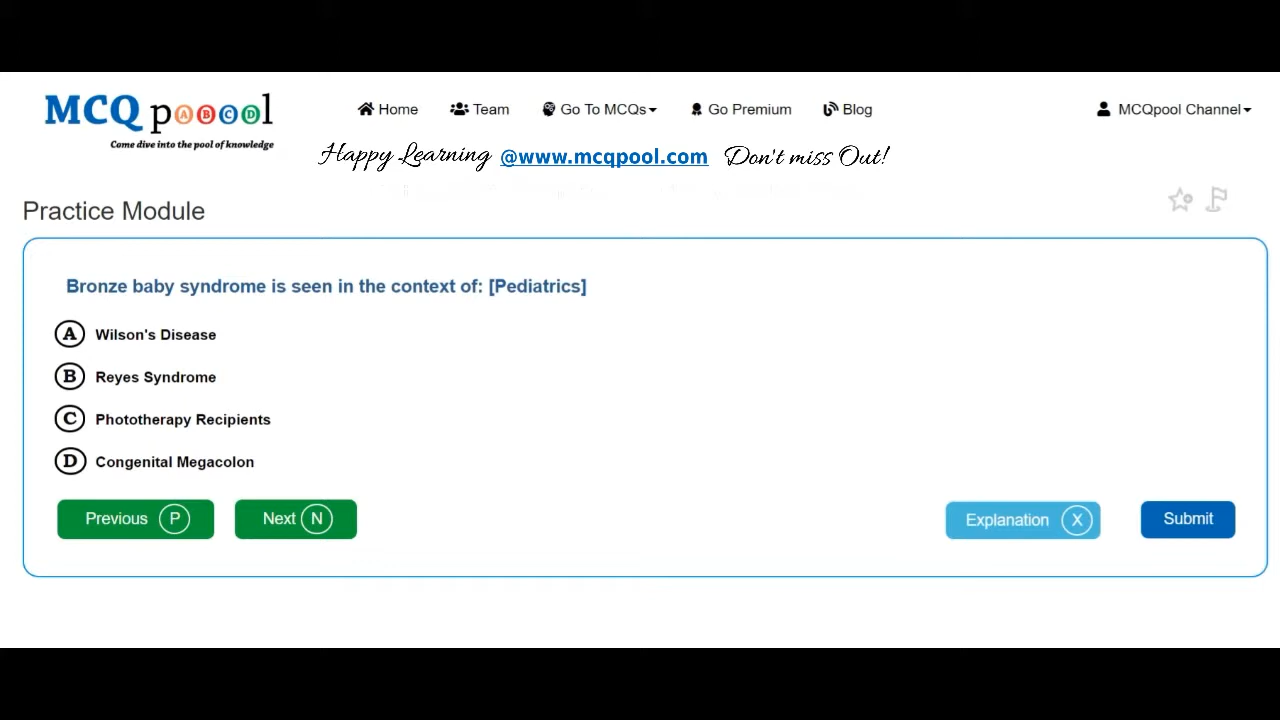 MCQ pooool
Come dive into the pool of knowledge
Home Team Go To MCQs Go Premium Blog MCQpool Channel
Happy Learning @www.mcqpool.com Don't miss Out!
Practice Module
Bronze baby syndrome is seen in the context of: [Pediatrics]
A Wilson's Disease
B Reyes Syndrome
C Phototherapy Recipients
D Congenital Megacolon
Previous P Next N Explanation X Submit